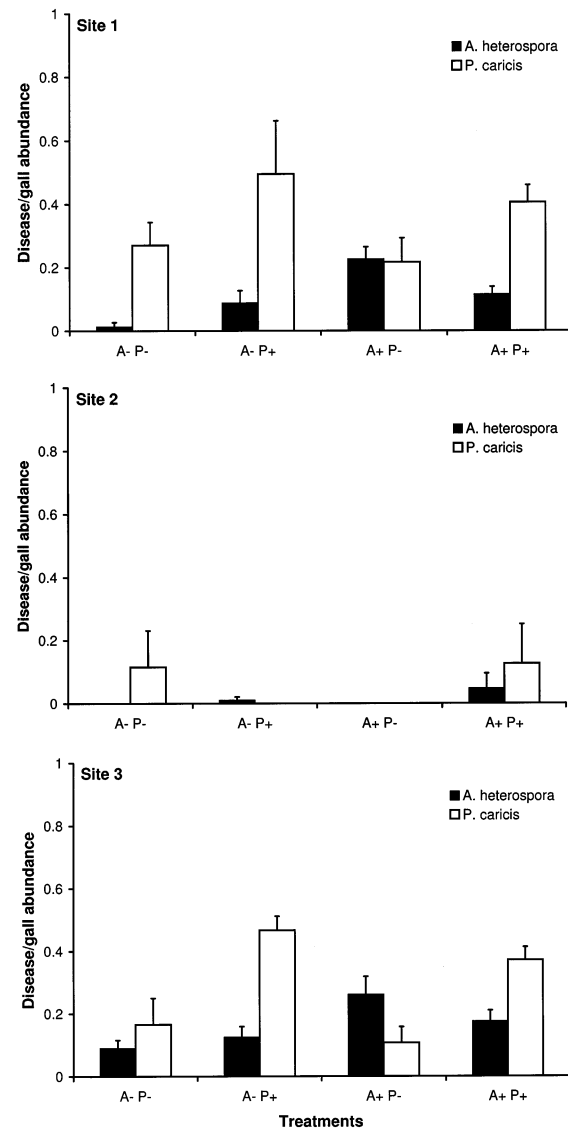 Site 1
A. heterospora
P. caricis
Disease/gall abundance
1
0.8
0.6
0.4
0.2
0
A- P-
A- P+
A+ P-
A+ P+
Site 2
A. heterospora
P. caricis
Disease/gall abundance
1
0.8
0.6
0.4
0.2
0
A- P-
A- P+
A+ P-
A+ P+
Site 3
A. heterospora
P. caricis
Disease/gall abundance
1
0.8
0.6
0.4
0.2
0
A- P-
A- P+
A+ P-
A+ P+
Treatments